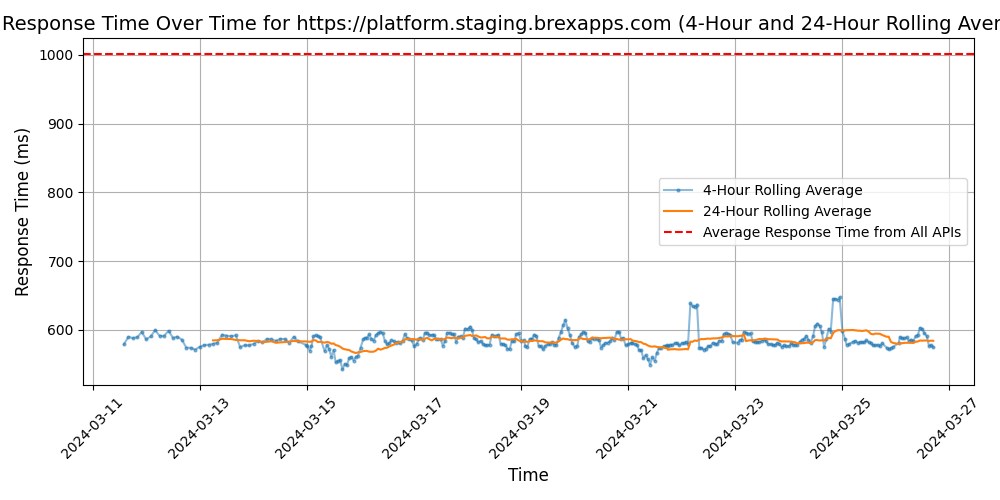 Response Time Over Time for https://platform.staging.brexapps.com (4-Hour and 24-Hour Rolling Aver
1000
900
800
700
600
Response Time (ms)
4-Hour Rolling Average
24-Hour Rolling Average
Average Response Time from All APIs
2024-03-11
2024-03-13
2024-03-15
2024-03-17
2024-03-19
2024-03-21
2024-03-23
2024-03-25
2024-03-27
Time